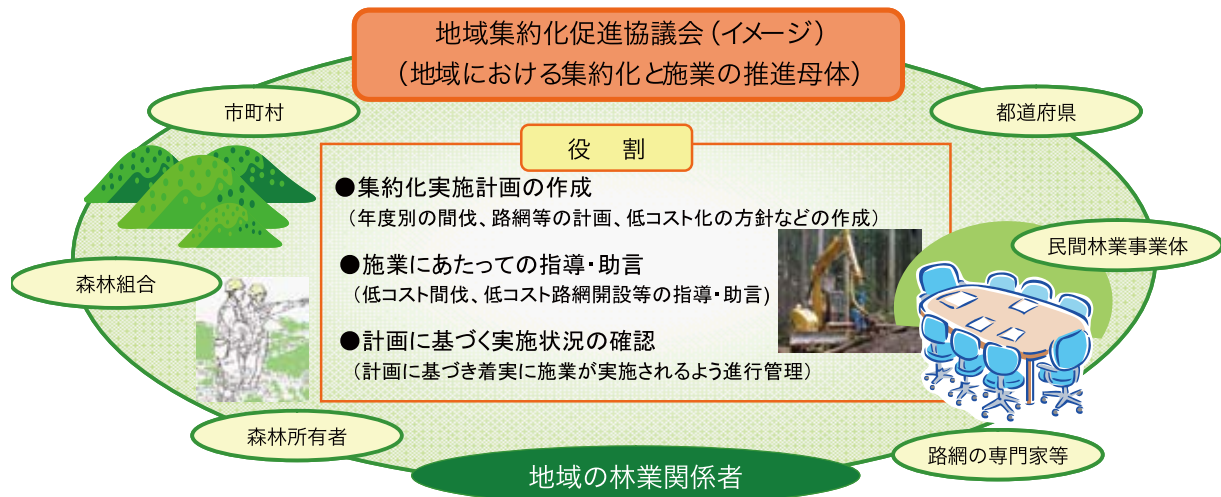 地域集約化促進協議会（イメージ）
（地域における集約化と施業の推進母体）
市町村
都道府県
役　割
●集約化実施計画の作成
（年度別の間伐、路網等の計画、低コスト化の方針などの作成）
民間林業事業体
●施業にあたっての指導・助言
森林組合
（低コスト間伐、低コスト路網開設等の指導・助言）
●計画に基づく実施状況の確認
（計画に基づき着実に施業が実施されるよう進行管理）
森林所有者
路網の専門家等
地域の林業関係者